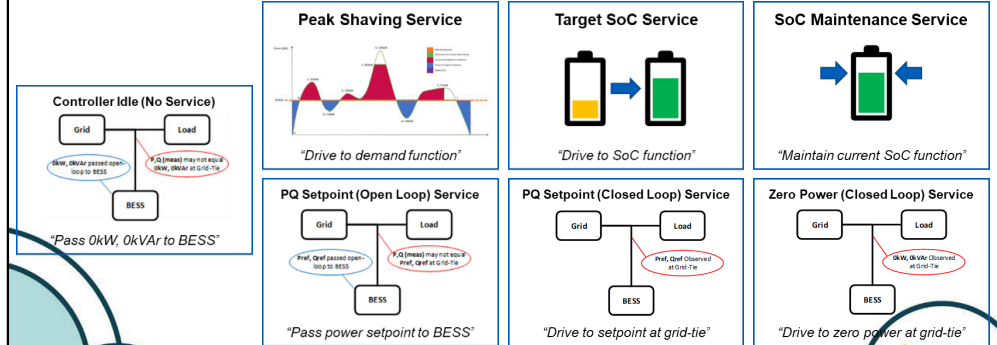 Controller Idle (No Service)
Grid
Load
0kW, 0kVAr passed open-
loop to BESS
P,Q (meas) may not equal
0kW, 0kVAr at Grid-Tie
BESS
“Pass 0kW, 0kVAr to BESS”
Peak Shaving Service
“Drive to demand function”
Target SoC Service
“Drive to SoC function”
SoC Maintenance Service
“Maintain current SoC function”
PQ Setpoint (Open Loop) Service
Grid
Load
Pref, Qref passed open-
loop to BESS
P,Q (meas) may not equal
Pref, Qref at Grid-Tie
BESS
“Pass power setpoint to BESS”
PQ Setpoint (Closed Loop) Service
Grid
Load
Pref, Qref Observed
at Grid-Tie
BESS
“Drive to setpoint at grid-tie”
Zero Power (Closed Loop) Service
Grid
Load
0kW, 0kVAr Observed
at Grid-Tie
BESS
“Drive to zero power at grid-tie”